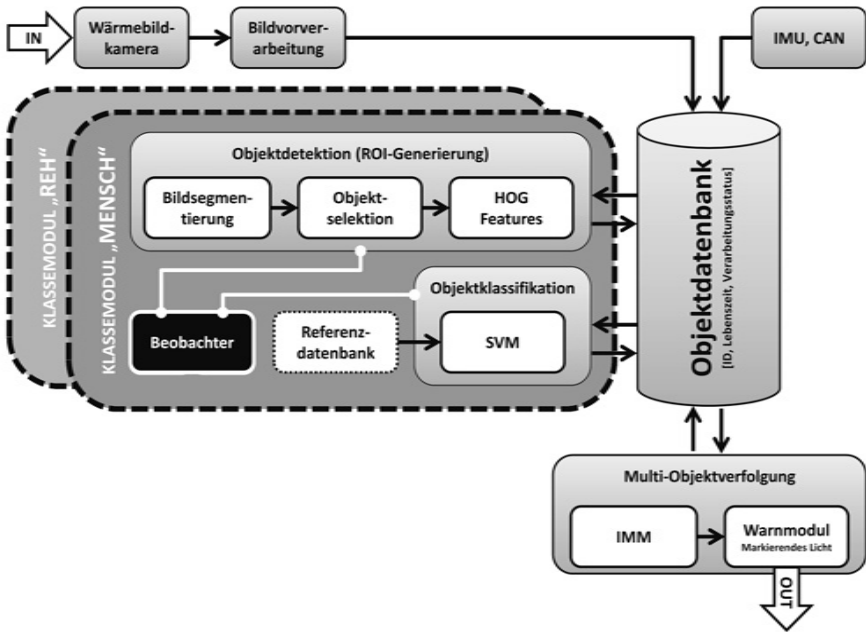 IN
Wärmebild-
kamera
Bildvorver-
arbeitung
IMU, CAN
KLASSEMODUL „REH“
KLASSEMODUL „MENSCH“
Objektdetektion (ROI-Generierung)
Bildsegmen-
tierung
Objekt-
selektion
HOG
Features
Beobachter
Referenz-
datenbank
Objektklassifikation
SVM
Objektdatenbank
[ID, Lebenszeit, Verarbeitungsstatus]
Multi-Objektverfolgung
IMM
Warnmodul
Markierendes Licht
OUT